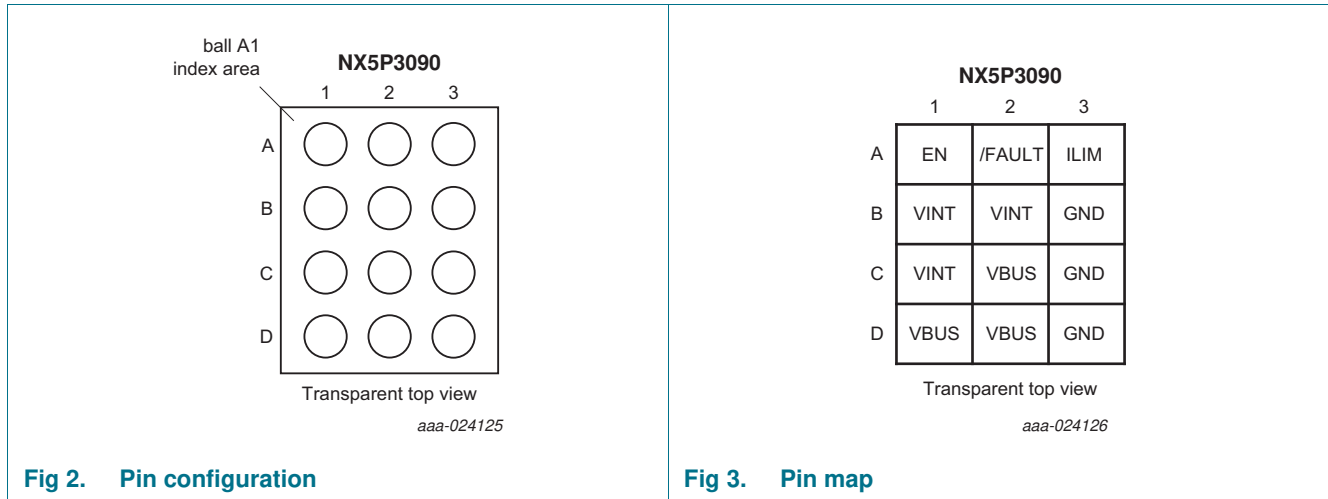 ball A1
index area
NX5P3090
1 2 3
A
B
C
D
Transparent top view
aaa-024125
Fig 2. Pin configuration
NX5P3090
1 2 3
A EN /FAULT ILIM
B VINT VINT GND
C VINT VBUS GND
D VBUS VBUS GND
Transparent top view
aaa-024126
Fig 3. Pin map